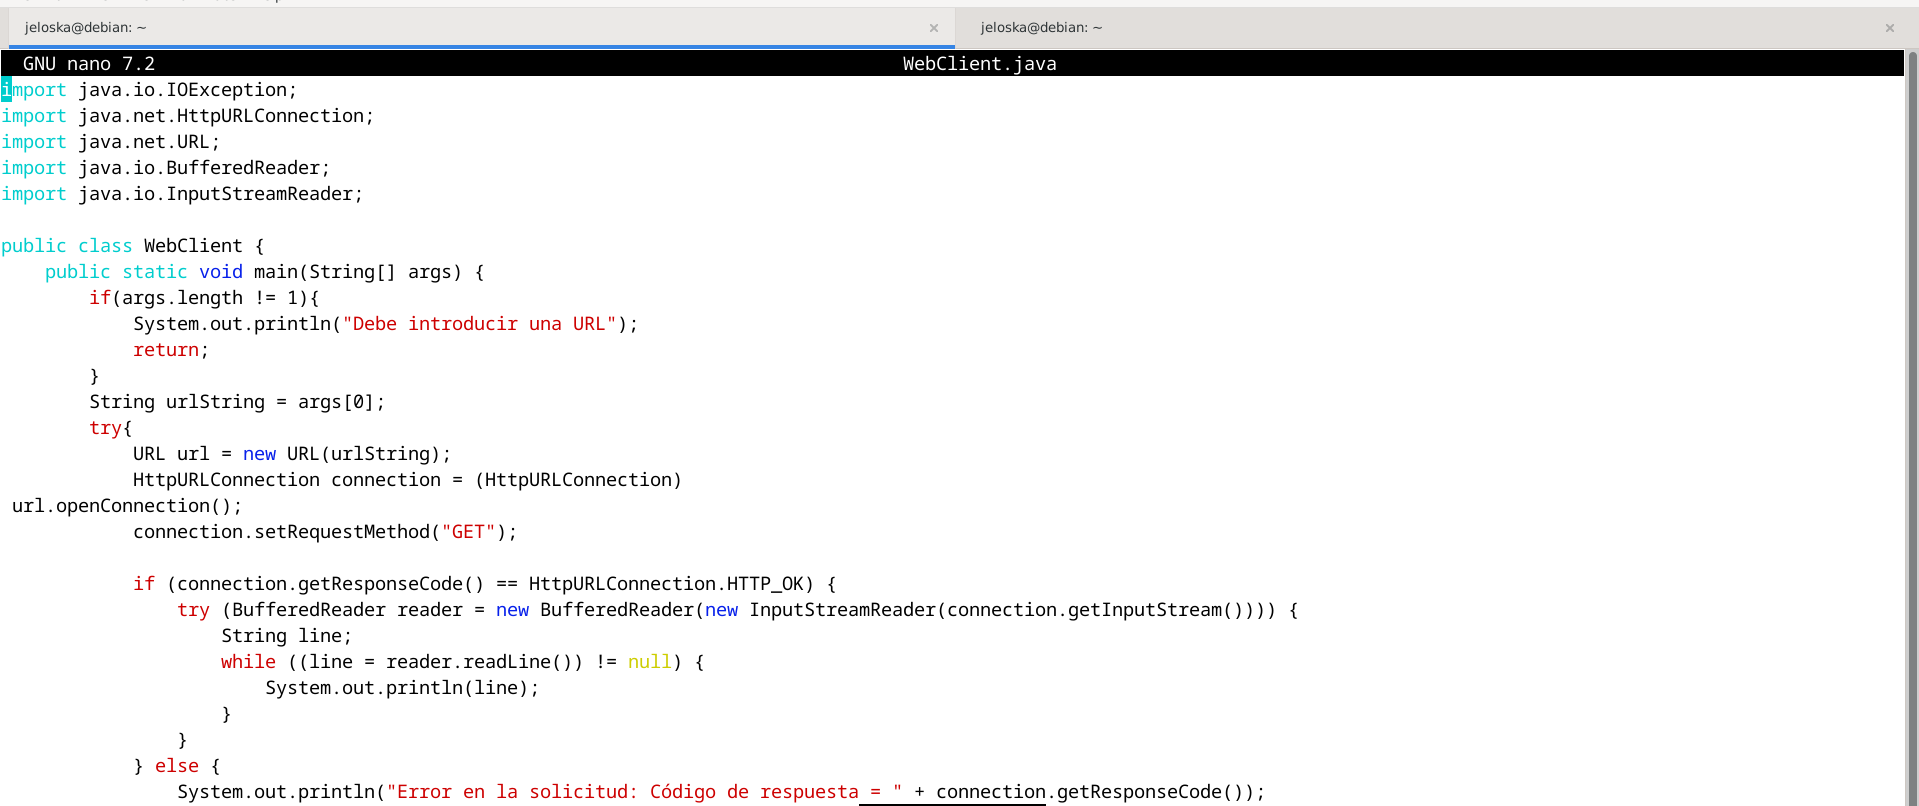 jeloska@debian: ~ × jeloska@debian: ~ ×
GNU nano 7.2 WebClient.java
import java.io.IOException;
import java.net.HttpURLConnection;
import java.net.URL;
import java.io.BufferedReader;
import java.io.InputStreamReader;

public class WebClient {
    public static void main(String[] args) {
        if(args.length != 1){
            System.out.println("Debe introducir una URL");
            return;
        }
        String urlString = args[0];
        try{
            URL url = new URL(urlString);
            HttpURLConnection connection = (HttpURLConnection)
 url.openConnection();
            connection.setRequestMethod("GET");

            if (connection.getResponseCode() == HttpURLConnection.HTTP_OK) {
                try (BufferedReader reader = new BufferedReader(new InputStreamReader(connection.getInputStream()))) {
                    String line;
                    while ((line = reader.readLine()) != null) {
                        System.out.println(line);
                    }
                }
            } else {
                System.out.println("Error en la solicitud: Código de respuesta = " + connection.getResponseCode());